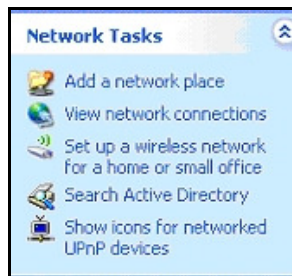 Network Tasks
Add a network place
View network connections
Set up a wireless network
for a home or small office
Search Active Directory
Show icons for networked
UPnP devices